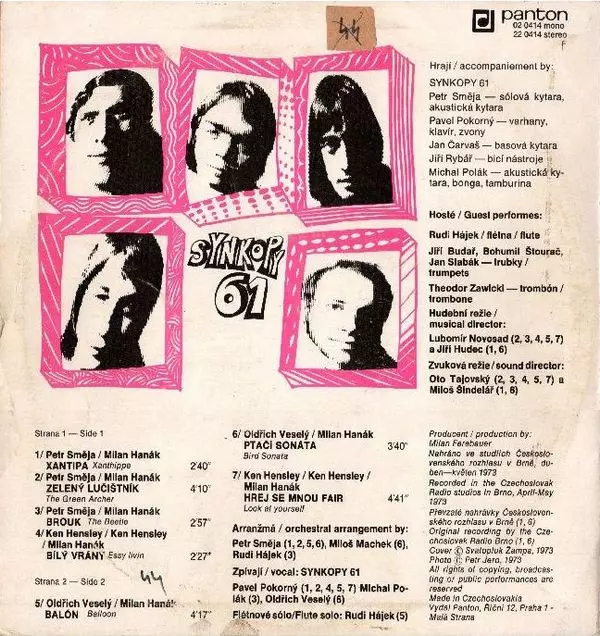 44
panton
02 0414 mono
22 0414 stereo
F
Hrají / accompaniement by:
SYNKOPY 61
Petr Směja — sólová kytara,
akustická kytara
Pavel Pokorný — varhany,
klavír, zvony
Jan Čarvaš — basová kytara
Jiří Rybář — bicí nástroje
Michal Polák — akustická ky-
tara, bonga, tamburina
Hosté / Guest performes:
Rudi Hájek / flétna / flute
Jiří Budař, Bohumil Štourač,
Jan Slabák — trubky /
trumpets
Theodor Zawicki — trombón /
trombone
Hudební režie /
musical director:
Lubomír Novosad (2, 3, 4, 5, 7)
a Jiří Hudec (1, 6)
Zvuková režie / sound director:
Oto Tajovský (2, 3, 4, 5, 7) a
Miloš Šindelář (1, 6)
SYNKOPY
61
Strana 1 — Side 1
1/ Petr Směja / Milan Hanák
XANTIPA Xanthippe 2'40"
2/ Petr Směja / Milan Hanák
ZELENÝ LUČIŠTNÍK 4'10"
The Green Archer
3/ Petr Směja / Milan Hanák
BROUK The Beetle 2'57"
4/ Ken Hensley / Ken Hensley
/ Milan Hanák
BÍLÝ VRÁNY Easy livin 2'27"
44
Strana 2 — Side 2
5/ Oldřich Veselý / Milan Hanák
BALÓN Balloon 4'17"
6/ Oldřich Veselý / Milan Hanák
PTAČÍ SONÁTA 3'40"
Bird Sonata
7/ Ken Hensley / Ken Hensley /
Milan Hanák
HREJ SE MNOU FAIR 4'41"
Look at yourself
Arranžmá / orchestral arrangement by:
Petr Směja (1, 2, 5, 6), Miloš Machek (6),
Rudi Hájek (3)
Zpívají / vocal: SYNKOPY 61
Pavel Pokorný (1, 2, 4, 5, 7) Michal Po-
lák (3), Oldřich Veselý (6)
Flétnové sólo/Flute solo: Rudi Hájek (5)
Producent / production by:
Milan Ferebauer
Nahráno ve studiích Českoslo-
venského rozhlasu v Brně, du-
ben—květen 1973
Recorded in the Czechoslovak
Radio studios in Brno, April-May
1973
Převzaté nahrávky Českosloven-
ského rozhlasu v Brně (1, 6)
Original recording by the Cze-
choslovek Radio Brno (1, 6)
Cover © Svatopluk Zampa, 1973
Photo © Petr Jero, 1973
All rights of copying, broadcas-
ting or public performances are
reserved
Made in Czechoslovakia
Vydal Panton, Říční 12, Praha 1 -
Malá Strana